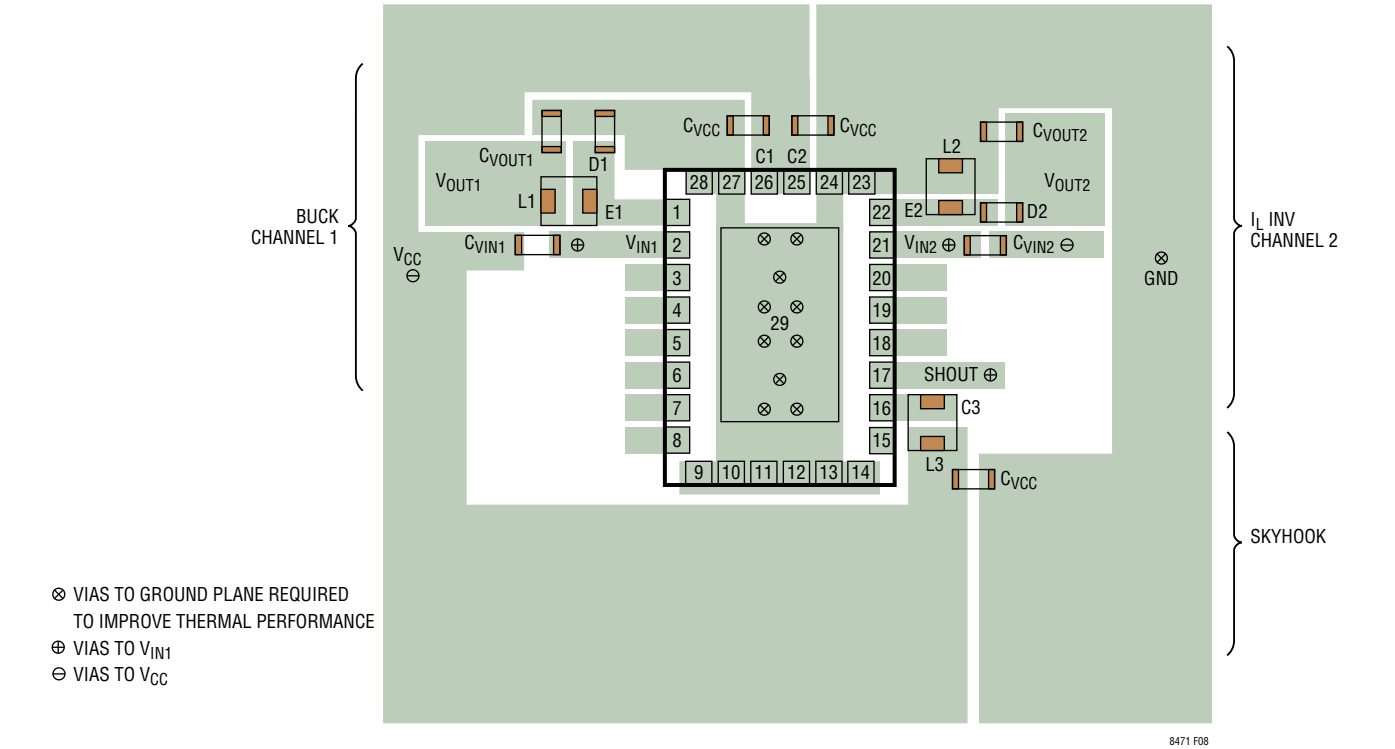 CVCC
CVCC
C1 C2
CVOUT1
D1
VOUT1
L1
E1
CVIN1
VIN1
VCC
BUCK
CHANNEL 1
28 27 26 25 24 23
1
2
3
4
5
6
7
8
9 10 11 12 13 14
22
21
20
19
18
17
16
15
29
L2
CVOUT2
VOUT2
E2
D2
VIN2
CVIN2
GND
SHOUT
C3
L3
CVCC
IL INV
CHANNEL 2
SKYHOOK
VIAS TO GROUND PLANE REQUIRED
TO IMPROVE THERMAL PERFORMANCE
VIAS TO VIN1
VIAS TO VCC
8471 F08